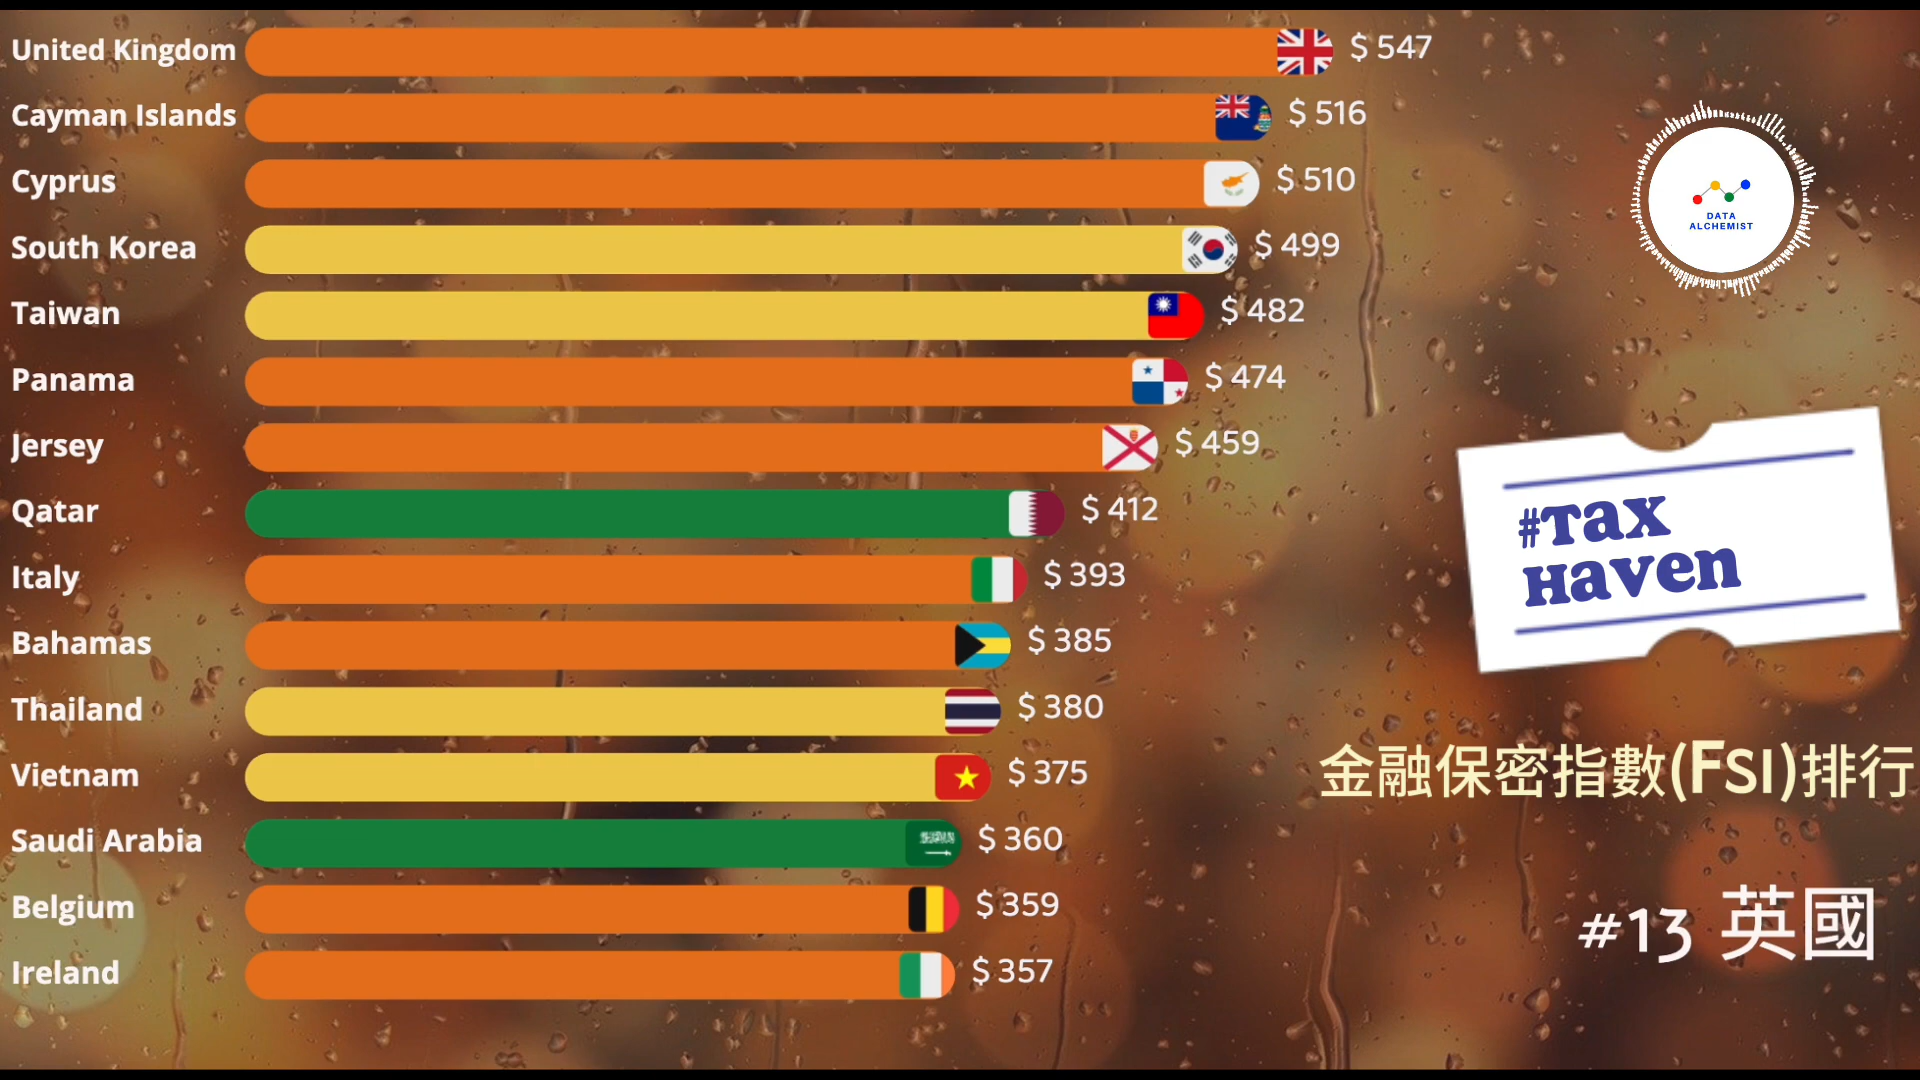 United Kingdom $ 547
Cayman Islands $ 516
Cyprus $ 510
South Korea $ 499
Taiwan $ 482
Panama $ 474
Jersey $ 459
Qatar $ 412
Italy $ 393
Bahamas $ 385
Thailand $ 380
Vietnam $ 375
Saudi Arabia $ 360
Belgium $ 359
Ireland $ 357
DATA
ALCHEMIST
#Tax
Haven
金融保密指數(FSI)排行
#13 英國